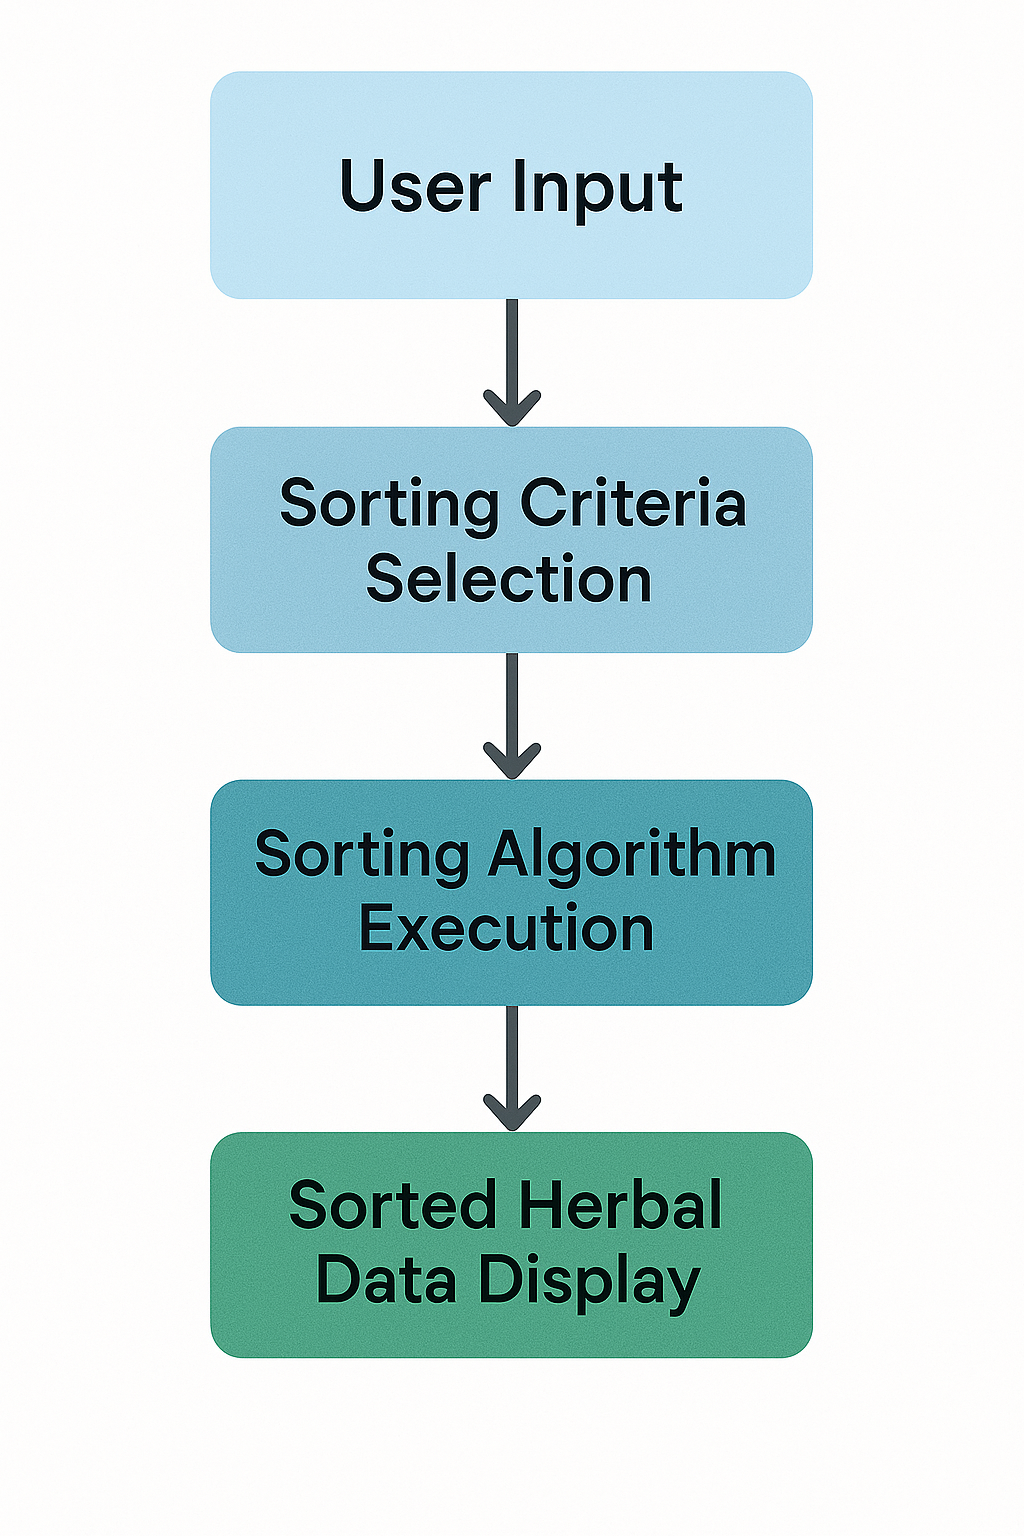 User Input
Sorting Criteria
Selection
Sorting Algorithm
Execution
Sorted Herbal
Data Display